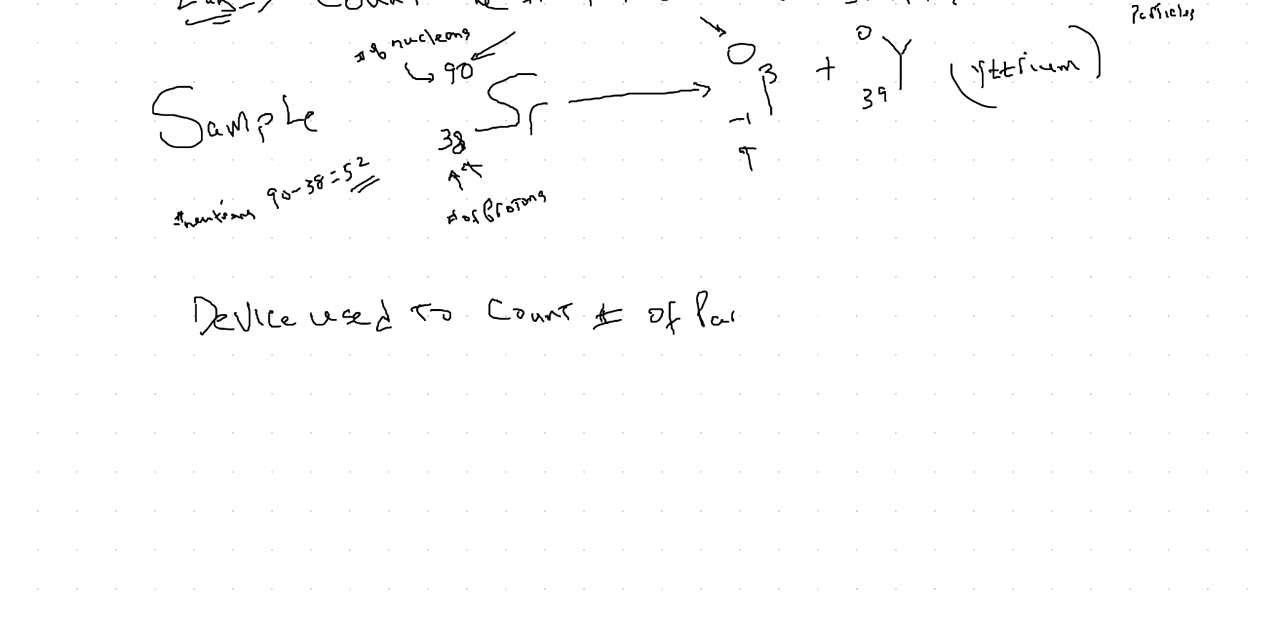 Particles
# of nucleons
90 0 0
Sample Sr → β + Y (yttrium)
38 -1 39
# neutrons 90-38=52
# of Protons
Device used to Count # of Par